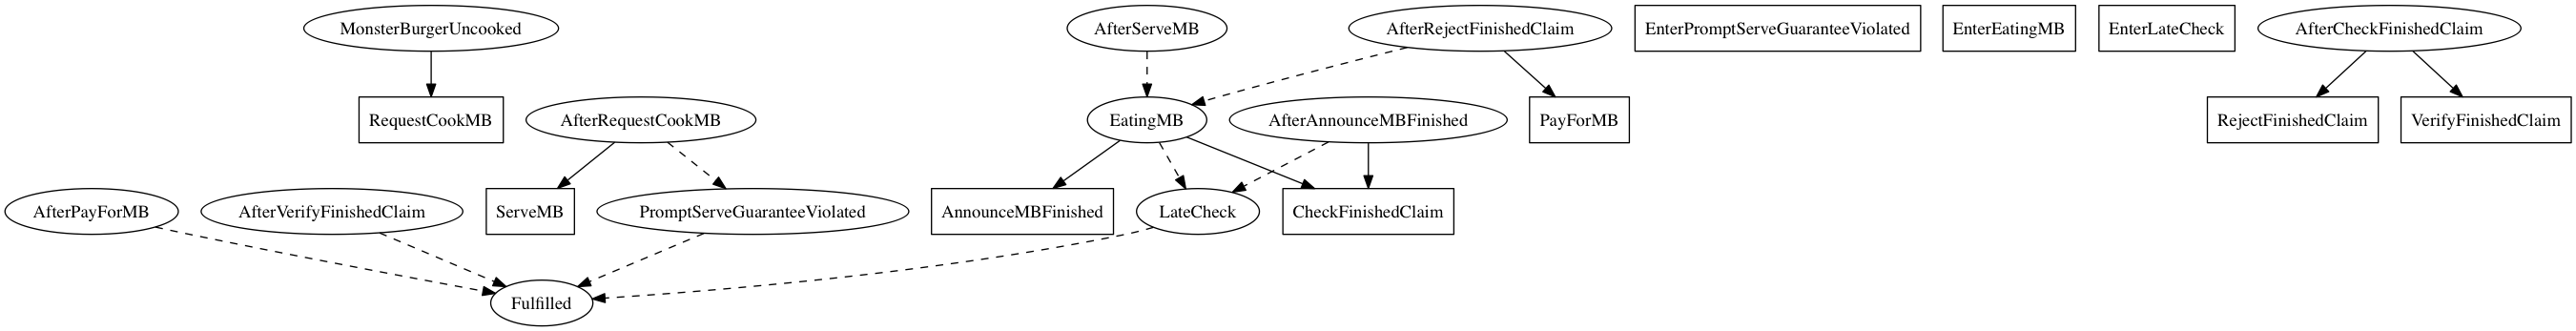 MonsterBurgerUncooked
AfterServeMB
AfterRejectFinishedClaim
EnterPromptServeGuaranteeViolated
EnterEatingMB
EnterLateCheck
AfterCheckFinishedClaim
RequestCookMB
AfterRequestCookMB
EatingMB
AfterAnnounceMBFinished
PayForMB
RejectFinishedClaim
VerifyFinishedClaim
AfterPayForMB
AfterVerifyFinishedClaim
ServeMB
PromptServeGuaranteeViolated
AnnounceMBFinished
LateCheck
CheckFinishedClaim
Fulfilled